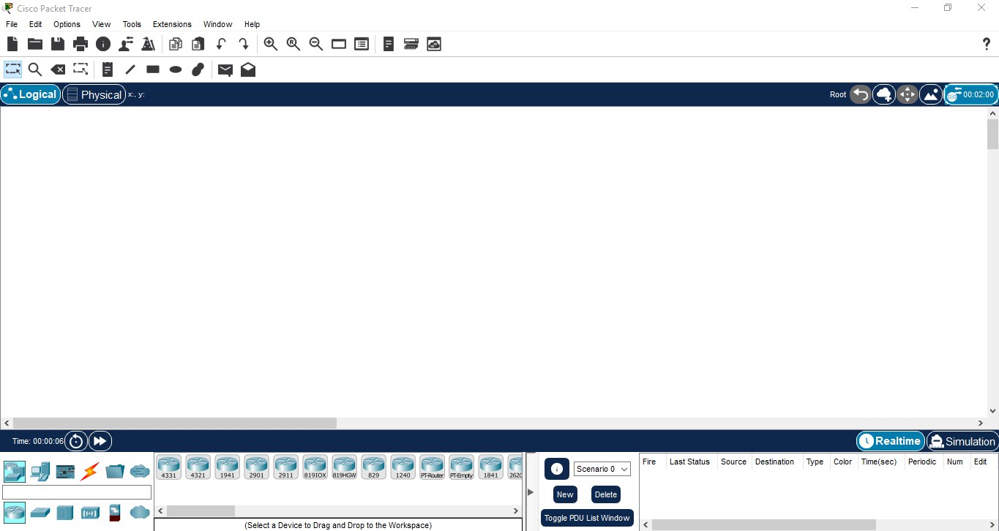 Cisco Packet Tracer
File Edit Options View Tools Extensions Window Help
R
?
Logical Physical x:, y: Root 00:02:00
Time: 00:00:06 Realtime Simulation
4331 4321 1941 2901 2911 819IOX 819HGW 829 1240 PT-Router PT-Empty 1841 2620
Scenario 0
New Delete
Toggle PDU List Window
Fire Last Status Source Destination Type Color Time(sec) Periodic Num Edit
(Select a Device to Drag and Drop to the Workspace)